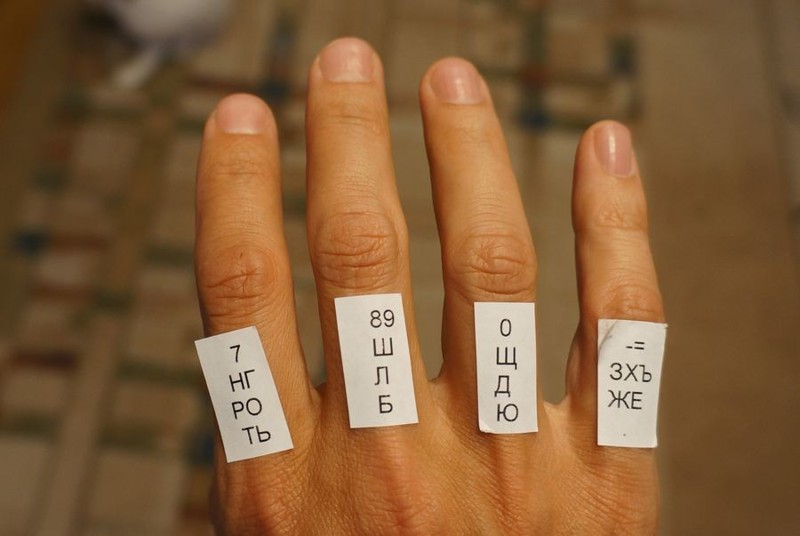 7
НГ
РО
ТЬ
89
Ш
Л
Б
0
Щ
Д
Ю
-=
ЗХЪ
ЖЕ